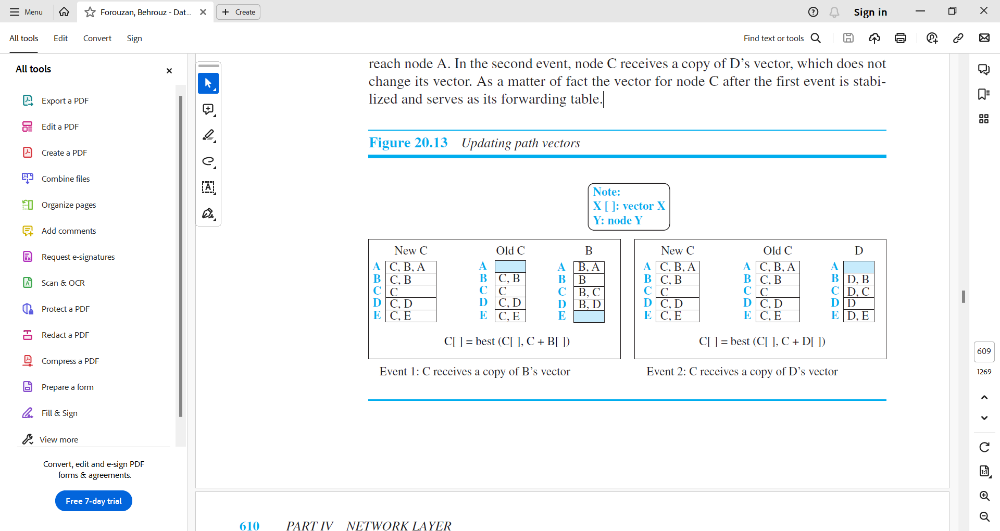 Menu
Forouzan, Behrouz - Dat...
Create
Sign in
All tools
Edit
Convert
Sign
Find text or tools
All tools
Export a PDF
Edit a PDF
Create a PDF
Combine files
Organize pages
Add comments
Request e-signatures
Scan & OCR
Protect a PDF
Redact a PDF
Compress a PDF
Prepare a form
Fill & Sign
View more
Convert, edit and e-sign PDF
forms & agreements.
Free 7-day trial
reach node A. In the second event, node C receives a copy of D's vector, which does not
change its vector. As a matter of fact the vector for node C after the first event is stabi-
lized and serves as its forwarding table.
Figure 20.13 Updating path vectors
Note:
X [ ]: vector X
Y: node Y
New C Old C B
A C, B, A A A B, A
B C, B B C, B B B
C C C C C B, C
D C, D D C, D D B, D
E C, E E C, E E
C[ ] = best (C[ ], C + B[ ])
Event 1: C receives a copy of B's vector
New C Old C D
A C, B, A A C, B, A A
B C, B B C, B B D, B
C C C C C D, C
D C, D D C, D D D
E C, E E C, E E D, E
C[ ] = best (C[ ], C + D[ ])
Event 2: C receives a copy of D's vector
610 PART IV NETWORK LAYER
609
1269